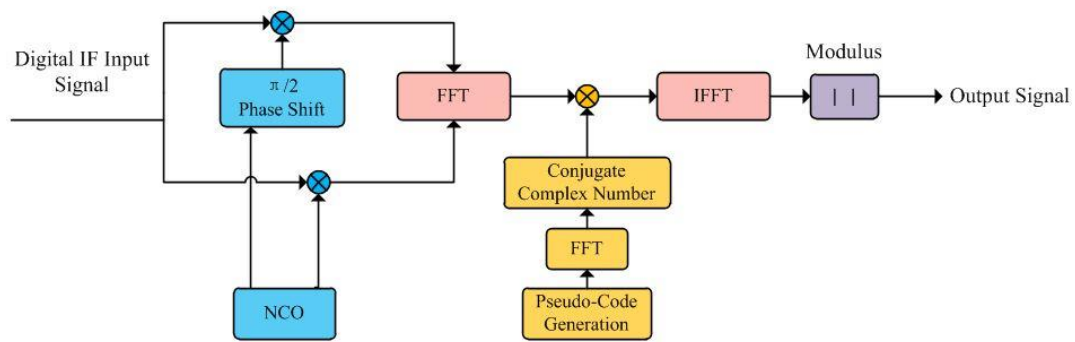 Digital IF Input
Signal
π/2
Phase Shift
NCO
FFT
Conjugate
Complex Number
FFT
Pseudo-Code
Generation
IFFT
Modulus
| |
Output Signal